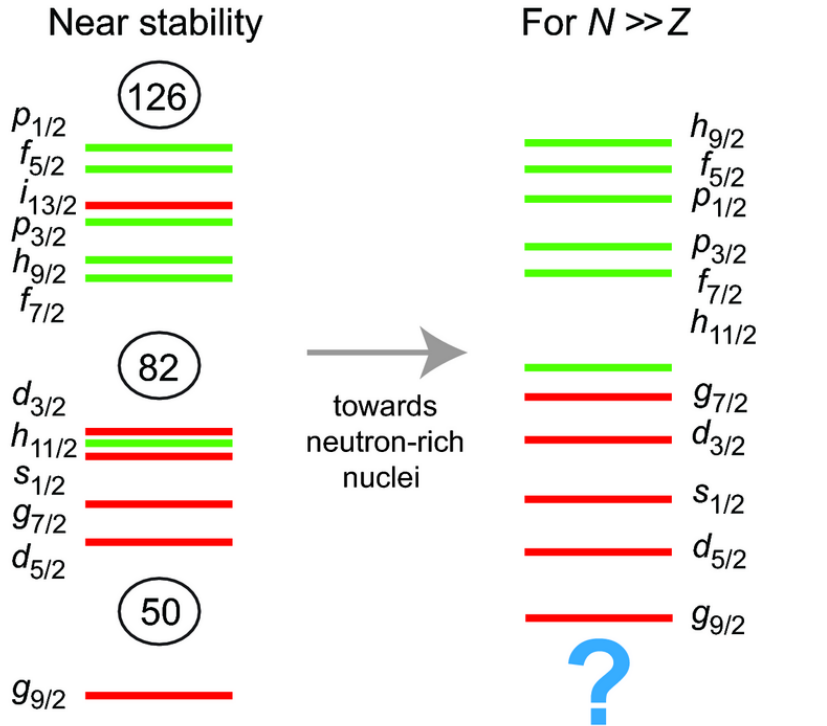 Near stability
For N >> Z
126
p1/2
f5/2
i13/2
p3/2
h9/2
f7/2
82
d3/2
h11/2
s1/2
g7/2
d5/2
50
g9/2
towards
neutron-rich
nuclei
h9/2
f5/2
p1/2
p3/2
f7/2
h11/2
g7/2
d3/2
s1/2
d5/2
g9/2
?